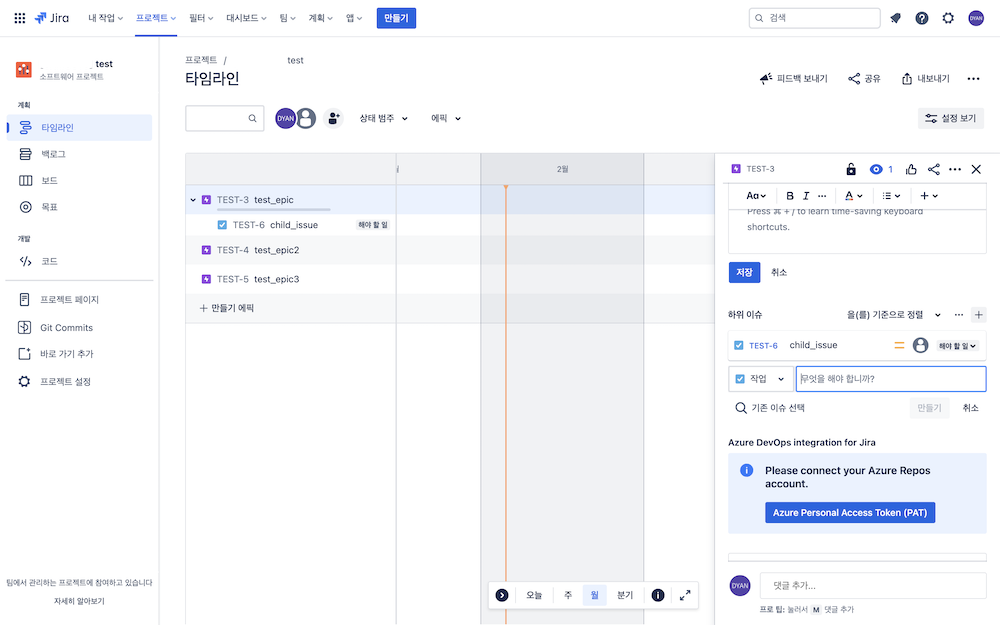 Jira
내 작업
프로젝트
필터
대시보드
팀
계획
앱
만들기
검색
DYAN
test
소프트웨어 프로젝트
계획
타임라인
백로그
보드
목표
개발
코드
프로젝트 페이지
Git Commits
바로 가기 추가
프로젝트 설정
팀에서 관리하는 프로젝트에 참여하고 있습니다
자세히 알아보기
프로젝트 / test
타임라인
피드백 보내기
공유
내보내기
DYAN
상태 범주
에픽
설정 보기
2월
TEST-3 test_epic
TEST-6 child_issue 해야 할 일
TEST-4 test_epic2
TEST-5 test_epic3
+ 만들기 에픽
오늘
주
월
분기
TEST-3
1
Aa
B I
A
Press ⌘ + / to learn time-saving keyboard
shortcuts.
저장
취소
하위 이슈
을(를) 기준으로 정렬
TEST-6 child_issue 해야 할 일
작업
무엇을 해야 합니까?
기존 이슈 선택
만들기
취소
Azure DevOps integration for Jira
Please connect your Azure Repos
account.
Azure Personal Access Token (PAT)
DYAN
댓글 추가...
프로 팁: 눌러서 M 댓글 추가